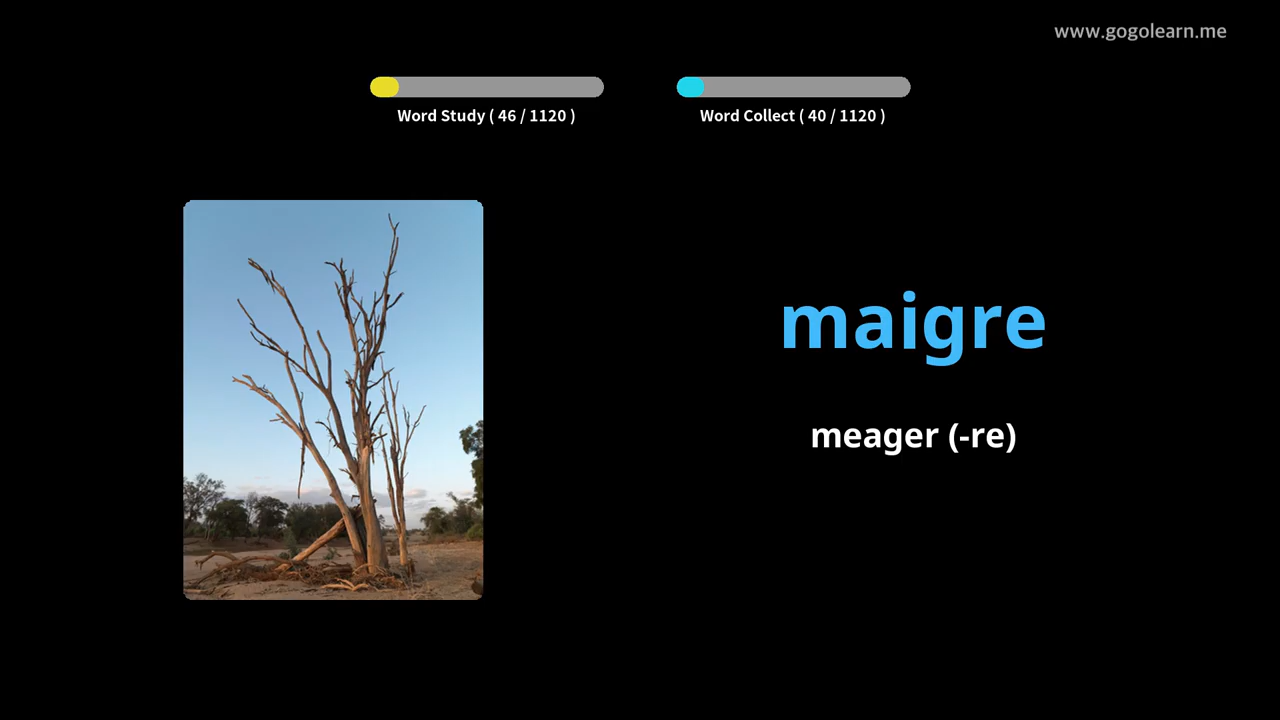 www.gogolearn.me
Word Study ( 46 / 1120 )
Word Collect ( 40 / 1120 )
maigre
meager (-re)